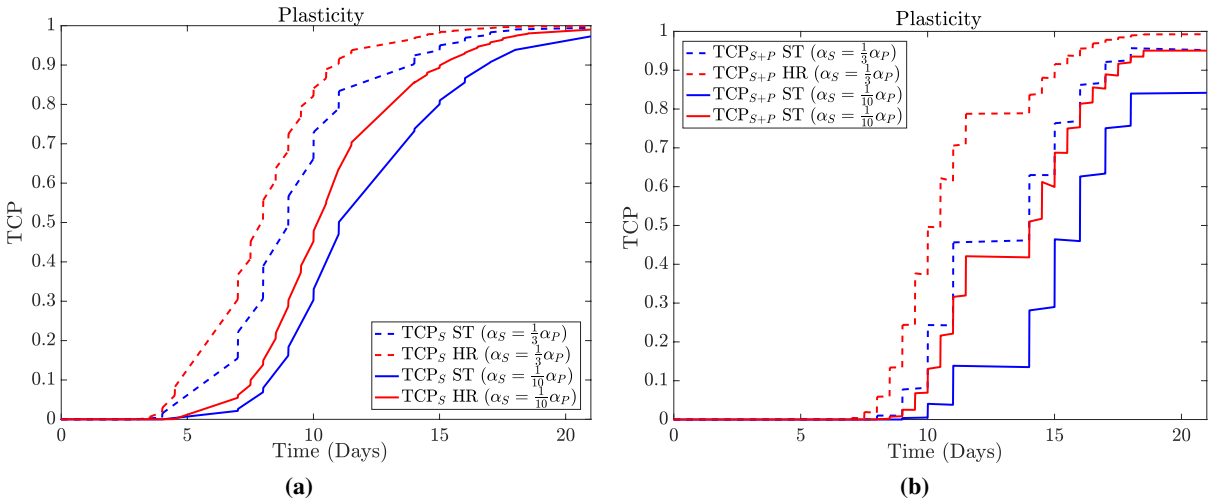 Plasticity
1
0.9
0.8
0.7
0.6
0.5
0.4
0.3
0.2
0.1
0
TCP
TCP_S ST (α_S = 1/3 α_P)
TCP_S HR (α_S = 1/3 α_P)
TCP_S ST (α_S = 1/10 α_P)
TCP_S HR (α_S = 1/10 α_P)
0 5 10 15 20
Time (Days)
(a)
Plasticity
1
0.9
0.8
0.7
0.6
0.5
0.4
0.3
0.2
0.1
0
TCP
TCP_{S+P} ST (α_S = 1/3 α_P)
TCP_{S+P} HR (α_S = 1/3 α_P)
TCP_{S+P} ST (α_S = 1/10 α_P)
TCP_{S+P} ST (α_S = 1/10 α_P)
0 5 10 15 20
Time (Days)
(b)